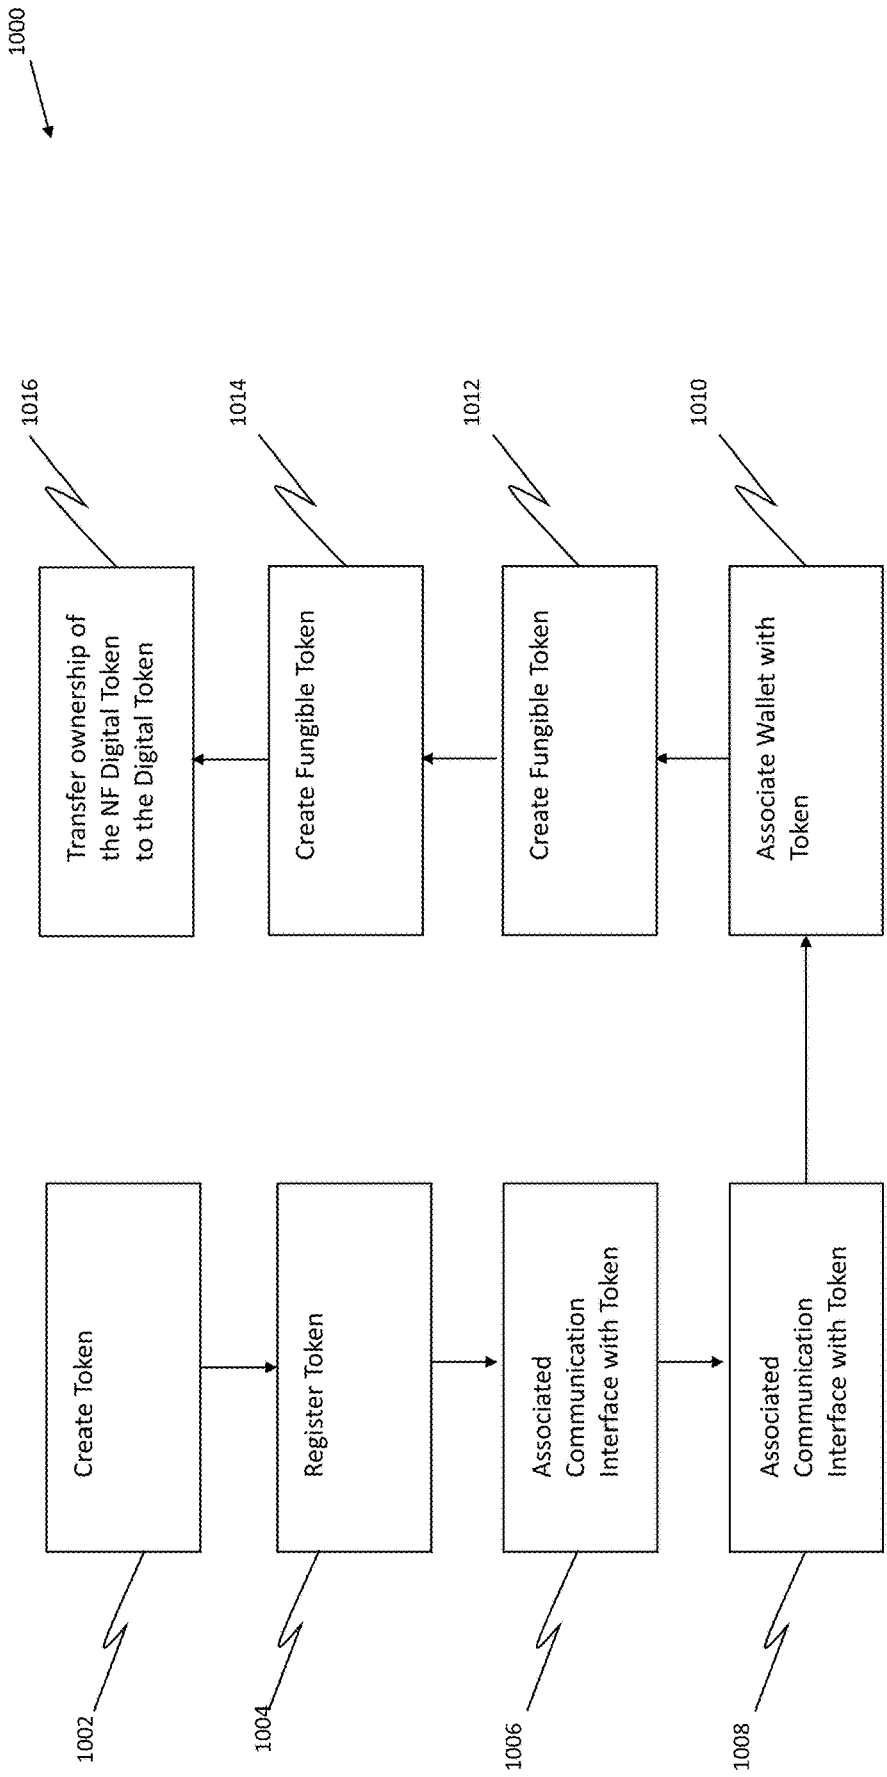 1000
1002
Create Token
1004
Register Token
1006
Associated
Communication
Interface with Token
1008
Associated
Communication
Interface with Token
1010
Associate Wallet with
Token
1012
Create Fungible Token
1014
Create Fungible Token
1016
Transfer ownership of
the NF Digital Token
to the Digital Token